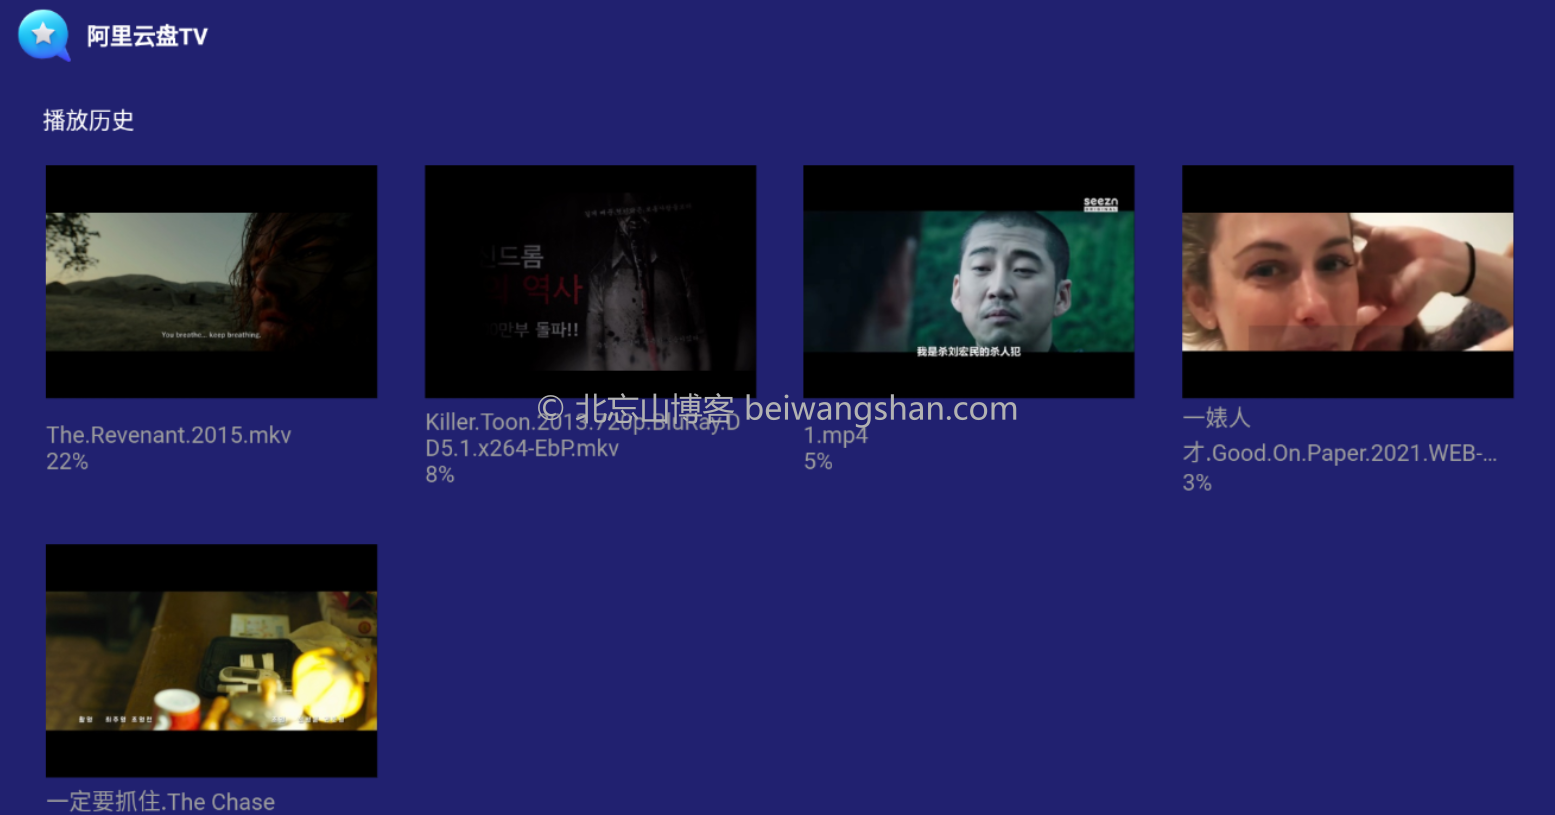 阿里云盘TV
播放历史
seezn
You breathe... keep breathing.
신드롬
역사
만부 돌파!!
我是杀刘宏民的杀人犯
© 北忘山博客 beiwangshan.com
The.Revenant.2015.mkv
22%
Killer.Toon.2013.720p.BluRay.D
D5.1.x264-EbP.mkv
8%
1.mp4
5%
一婊人
才.Good.On.Paper.2021.WEB-...
3%
一定要抓住.The Chase